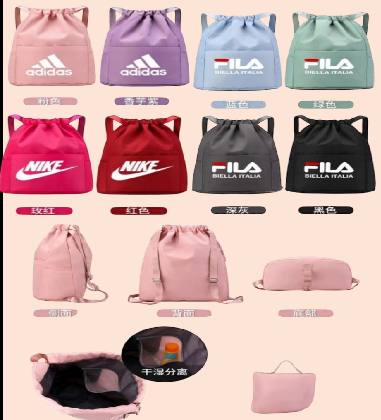 adidas
adidas
FILA
BIELLA ITALIA
FILA
BIELLA ITALIA
粉色
香芋紫
蓝色
绿色
NIKE
NIKE
FILA
BIELLA ITALIA
FILA
BIELLA ITALIA
玫红
红色
深灰
黑色
侧面
背面
底部
干湿分离